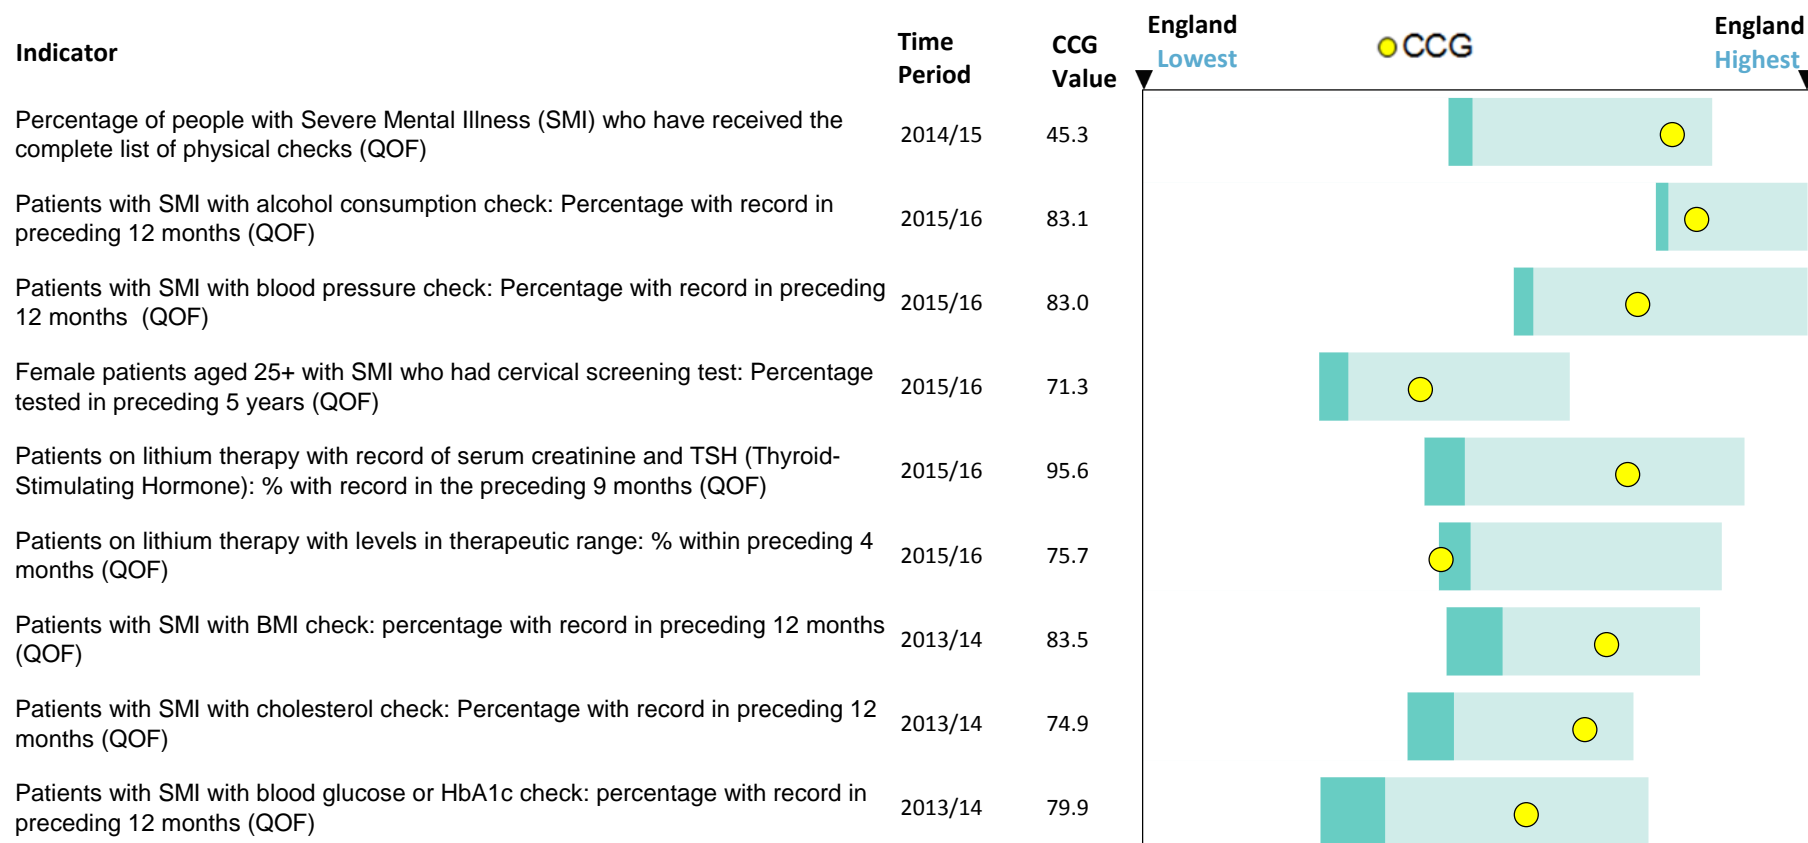 Indicator
Time
Period
CCG
Value
England
Lowest
CCG
England
Highest
Percentage of people with Severe Mental Illness (SMI) who have received the
complete list of physical checks (QOF)
2014/15
45.3
Patients with SMI with alcohol consumption check: Percentage with record in
preceding 12 months (QOF)
2015/16
83.1
Patients with SMI with blood pressure check: Percentage with record in preceding
12 months  (QOF)
2015/16
83.0
Female patients aged 25+ with SMI who had cervical screening test: Percentage
tested in preceding 5 years (QOF)
2015/16
71.3
Patients on lithium therapy with record of serum creatinine and TSH (Thyroid-
Stimulating Hormone): % with record in the preceding 9 months (QOF)
2015/16
95.6
Patients on lithium therapy with levels in therapeutic range: % within preceding 4
months (QOF)
2015/16
75.7
Patients with SMI with BMI check: percentage with record in preceding 12 months
(QOF)
2013/14
83.5
Patients with SMI with cholesterol check: Percentage with record in preceding 12
months (QOF)
2013/14
74.9
Patients with SMI with blood glucose or HbA1c check: percentage with record in
preceding 12 months (QOF)
2013/14
79.9